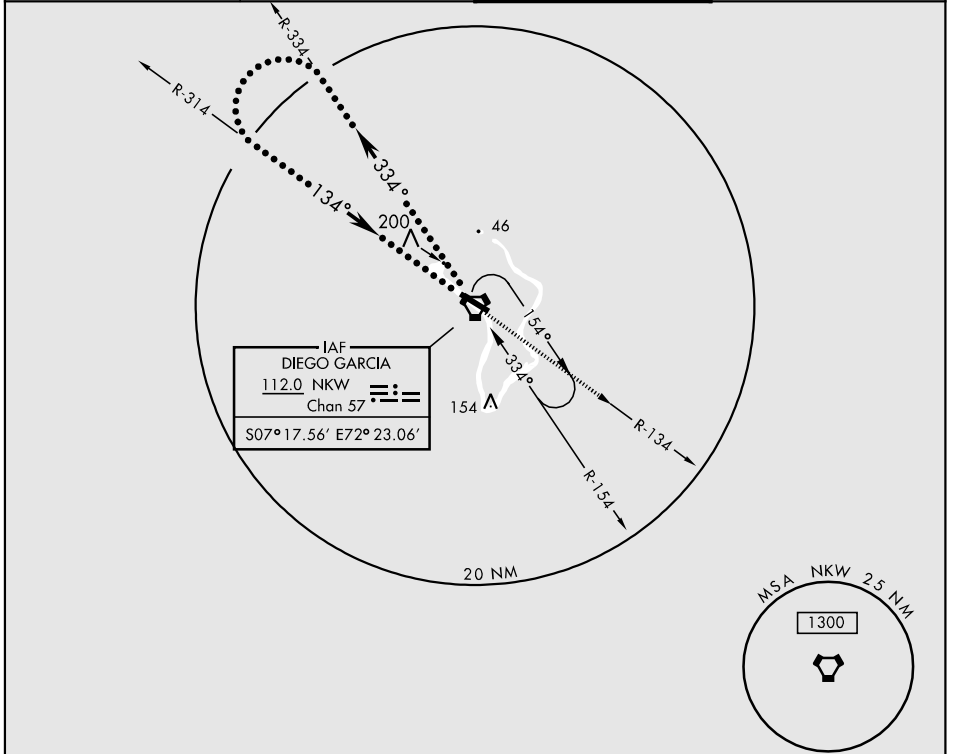 R-334
R-314
334°
134°
200
46
154°
334°
IAF
DIEGO GARCIA
112.0 NKW
Chan 57
S07° 17.56' E72° 23.06'
154
R-134
R-154
20 NM
MSA NKW 25 NM
1300